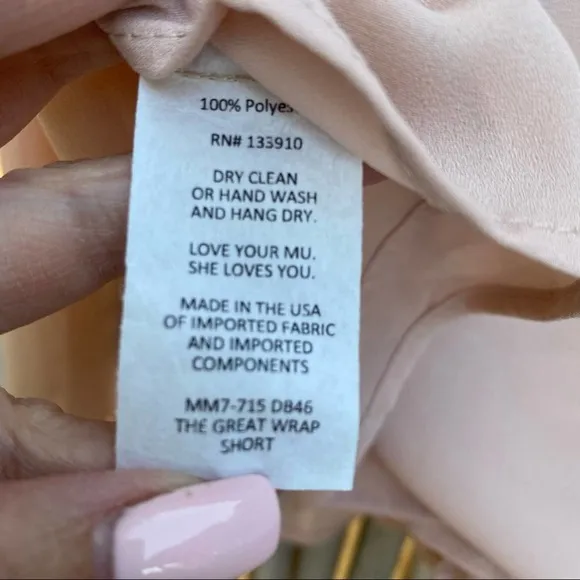 100% Polyes
RN# 133910
DRY CLEAN
OR HAND WASH
AND HANG DRY.
LOVE YOUR MU.
SHE LOVES YOU.
MADE IN THE USA
OF IMPORTED FABRIC
AND IMPORTED
COMPONENTS
MM7-715 DB46
THE GREAT WRAP
SHORT